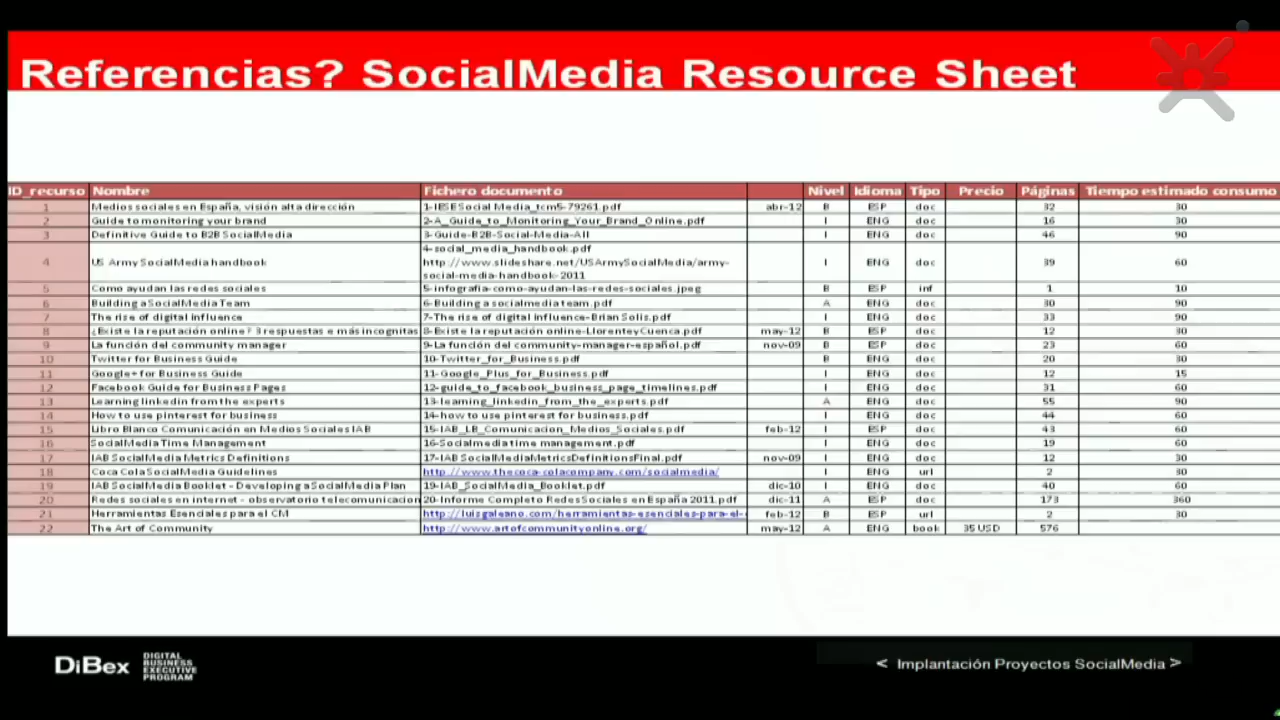 Referencias? SocialMedia Resource Sheet
ID_recurso Nombre Fichero documento Nivel Idioma Tipo Precio Páginas Tiempo estimado consumo
1 Medios sociales en España, visión alta dirección 1-IESE Social Media_tcm5-79261.pdf abr-12 B ESP doc 32 30
2 Guide to monitoring your brand 2-A_Guide_to_Monitoring_Your_Brand_Online.pdf I ENG doc 16 30
3 Definitive Guide to B2B SocialMedia 3-Guide-B2B-Social-Media-All I ENG doc 46 90
4-social_media_handbook.pdf
4 US Army SocialMedia handbook http://www.slideshare.net/USArmySocialMedia/army- I ENG doc 39 60
social-media-handbook-2011
5 Como ayudan las redes sociales 5-infografia-como-ayudan-las-redes-sociales.jpeg B ESP inf 1 10
6 Building a SocialMedia Team 6-Building a socialmedia team.pdf A ENG doc 30 90
7 The rise of digital influence 7-The rise of digital influence-Brian Solis.pdf I ENG doc 33 90
8 ¿Existe la reputación online? 3 respuestas e más incognitas 8-Existe la reputación online-LlorenteyCuenca.pdf may-12 B ESP doc 12 30
9 La función del community manager 9-La función del community-manager-español.pdf nov-09 B ESP doc 23 60
10 Twitter for Business Guide 10-Twitter_for_Business.pdf B ENG doc 20 30
11 Google+ for Business Guide 11-Google_Plus_for_Business.pdf I ENG doc 12 15
12 Facebook Guide for Business Pages 12-guide_to_facebook_business_page_timelines.pdf I ENG doc 31 60
13 Learning linkedin from the experts 13-learning_linkedin_from_the_experts.pdf A ENG doc 55 90
14 How to use pinterest for business 14-how to use pinterest for business.pdf I ENG doc 44 60
15 Libro Blanco Comunicación en Medios Sociales IAB 15-IAB_LB_Comunicacion_Medios_Sociales.pdf feb-12 I ESP doc 43 60
16 SocialMedia Time Management 16-Socialmedia time management.pdf I ENG doc 19 60
17 IAB SocialMedia Metrics Definitions 17-IAB SocialMediaMetricsDefinitionsFinal.pdf nov-09 I ENG doc 12 30
18 Coca Cola SocialMedia Guidelines http://www.thecoca-colacompany.com/socialmedia/ I ENG url 2 30
19 IAB SocialMedia Booklet - Developing a SocialMedia Plan 19-IAB_SocialMedia_Booklet.pdf dic-10 I ENG doc 40 60
20 Redes sociales en internet - observatorio telecomunicacion 20-Informe Completo Redes Sociales en España 2011.pdf dic-11 A ESP doc 173 360
21 Herramientas Esenciales para el CM http://luisgaleano.com/herramientas-esenciales-para-el- feb-12 B ESP url 2 30
22 The Art of Community http://www.artofcommunityonline.org/ may-12 A ENG book 35 USD 576
DiBex DIGITAL
BUSINESS
EXECUTIVE
PROGRAM
< Implantación Proyectos SocialMedia >